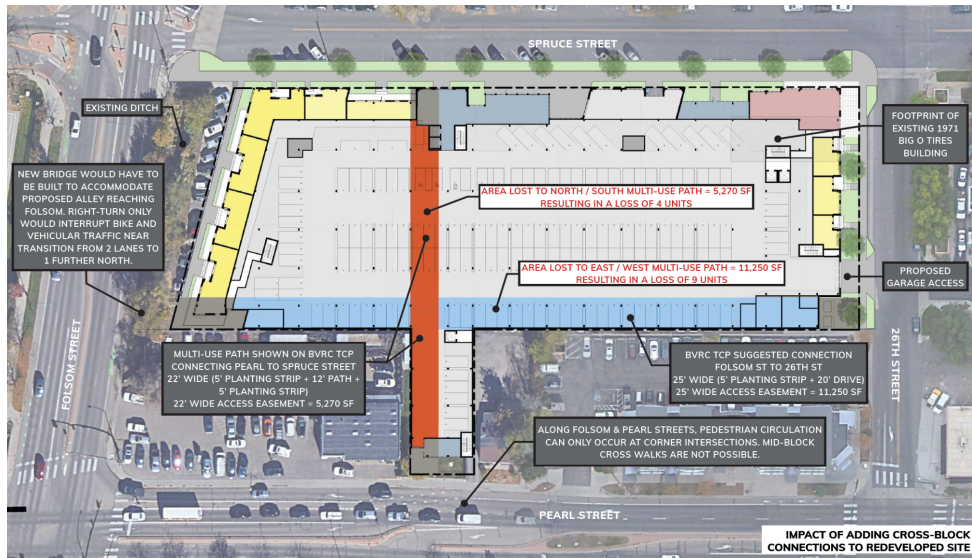 SPRUCE STREET
EXISTING DITCH
FOOTPRINT OF
EXISTING 1971
BIG O TIRES
BUILDING
NEW BRIDGE WOULD HAVE TO
BE BUILT TO ACCOMMODATE
PROPOSED ALLEY REACHING
FOLSOM. RIGHT-TURN ONLY
WOULD INTERRUPT BIKE AND
VEHICULAR TRAFFIC NEAR
TRANSITION FROM 2 LANES TO
1 FURTHER NORTH.
AREA LOST TO NORTH / SOUTH MULTI-USE PATH = 5,270 SF
RESULTING IN A LOSS OF 4 UNITS
AREA LOST TO EAST / WEST MULTI-USE PATH = 11,250 SF
RESULTING IN A LOSS OF 9 UNITS
PROPOSED
GARAGE ACCESS
MULTI-USE PATH SHOWN ON BVRC TCP
CONNECTING PEARL TO SPRUCE STREET
22' WIDE (5' PLANTING STRIP + 12' PATH +
5' PLANTING STRIP)
22' WIDE ACCESS EASEMENT = 5,270 SF
BVRC TCP SUGGESTED CONNECTION
FOLSOM ST TO 26TH ST
25' WIDE (5' PLANTING STRIP + 20' DRIVE)
25' WIDE ACCESS EASEMENT = 11,250 SF
FOLSOM STREET
26TH STREET
ALONG FOLSOM & PEARL STREETS, PEDESTRIAN CIRCULATION
CAN ONLY OCCUR AT CORNER INTERSECTIONS. MID-BLOCK
CROSS WALKS ARE NOT POSSIBLE.
PEARL STREET
IMPACT OF ADDING CROSS-BLOCK
CONNECTIONS TO REDEVELOPED SITE